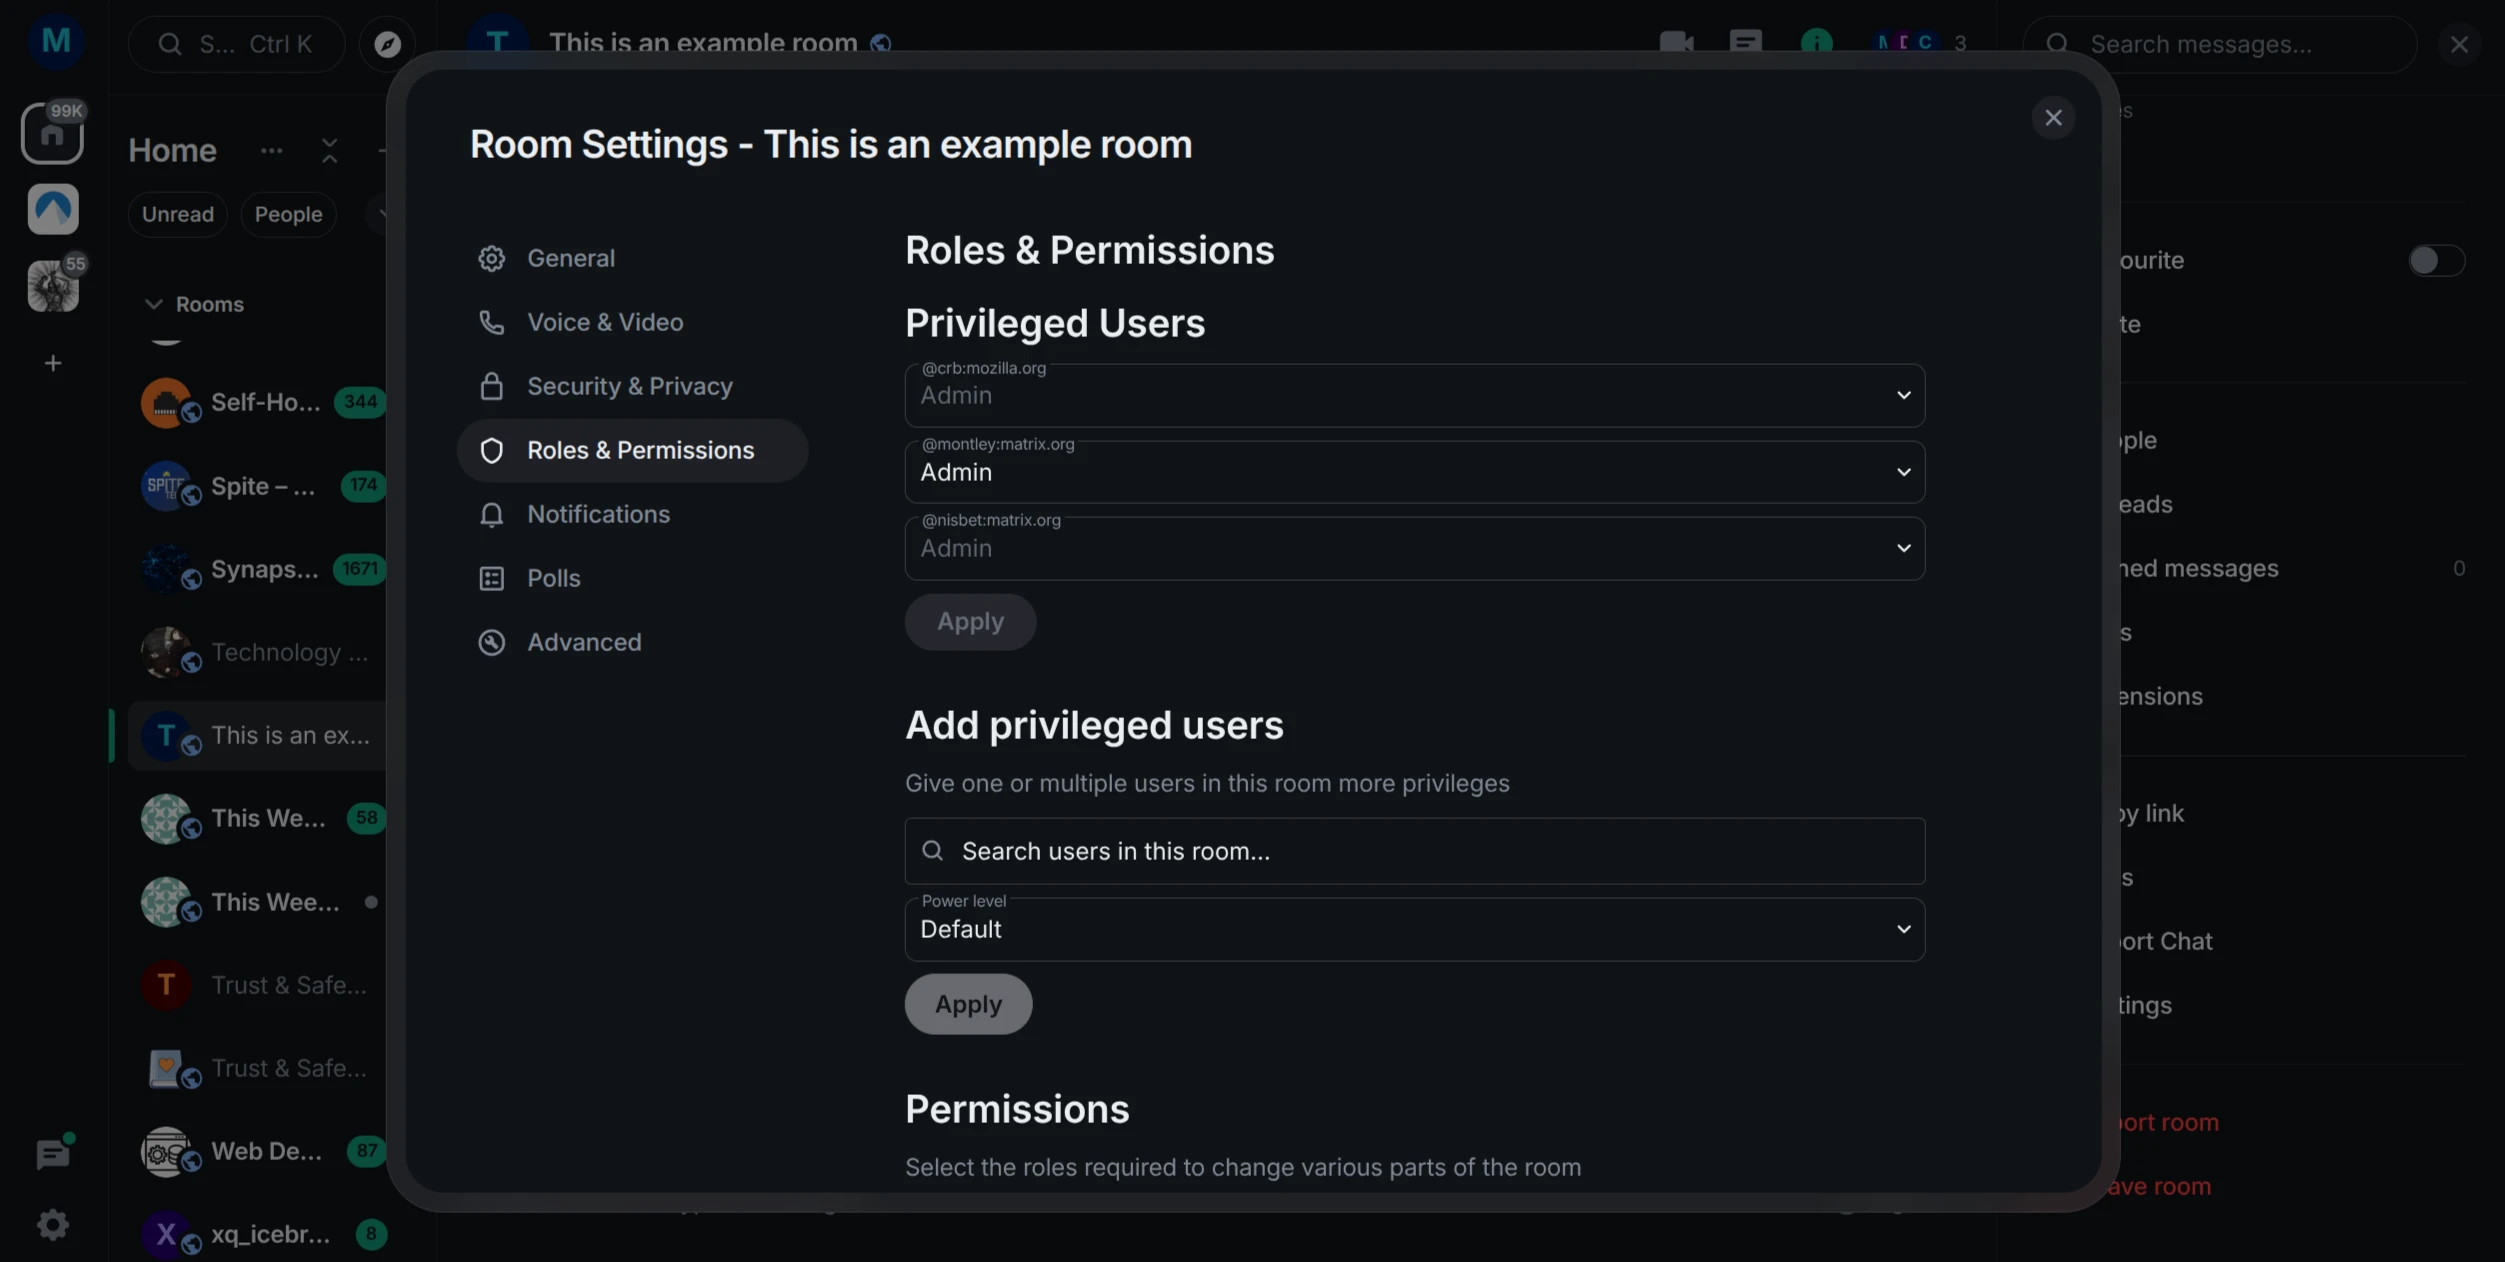 M
S... Ctrl K
T
This is an example room
3
Search messages...
99K
Home
Unread
People
55
Rooms
Self-Ho... 344
Spite – ... 174
Synaps... 1671
Technology ...
T This is an ex...
This We... 58
This Wee...
T Trust & Safe...
Trust & Safe...
Web De... 87
X xq_icebr... 8
Room Settings - This is an example room
General
Voice & Video
Security & Privacy
Roles & Permissions
Notifications
Polls
Advanced
Roles & Permissions
Privileged Users
@crb:mozilla.org
Admin
@montley:matrix.org
Admin
@nisbet:matrix.org
Admin
Apply
Add privileged users
Give one or multiple users in this room more privileges
Search users in this room...
Power level
Default
Apply
Permissions
Select the roles required to change various parts of the room
ourite
te
ple
eads
ned messages 0
s
ensions
by link
s
ort Chat
tings
ort room
ave room